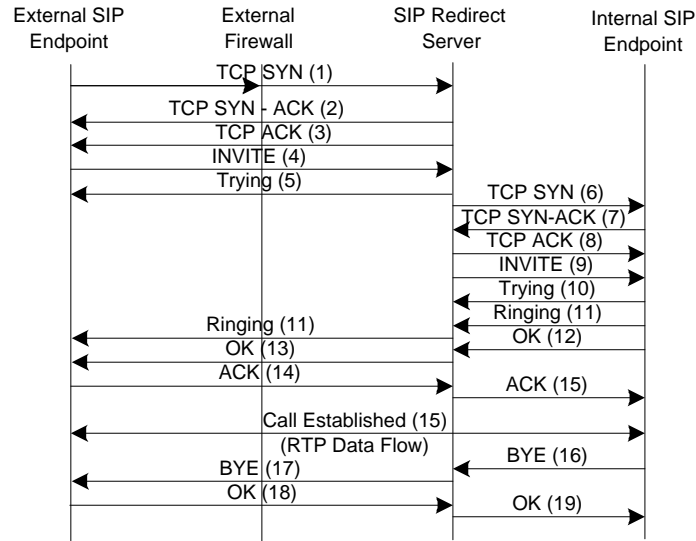 External SIP
Endpoint
External
Firewall
SIP Redirect
Server
Internal SIP
Endpoint
TCP SYN (1)
TCP SYN - ACK (2)
TCP ACK (3)
INVITE (4)
Trying (5)
TCP SYN (6)
TCP SYN-ACK (7)
TCP ACK (8)
INVITE (9)
Trying (10)
Ringing (11)
Ringing (11)
OK (12)
OK (13)
ACK (14)
ACK (15)
Call Established (15)
(RTP Data Flow)
BYE (16)
BYE (17)
OK (18)
OK (19)